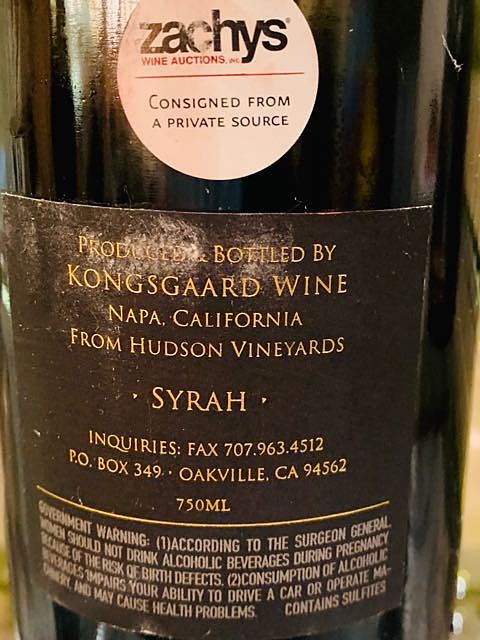 zachys®
WINE AUCTIONS, INC.
CONSIGNED FROM
A PRIVATE SOURCE
PRODUCED & BOTTLED BY
KONGSGAARD WINE
NAPA, CALIFORNIA
FROM HUDSON VINEYARDS
· SYRAH ·
INQUIRIES: FAX 707.963.4512
P.O. BOX 349 · OAKVILLE, CA 94562
750ML
GOVERNMENT WARNING: (1)ACCORDING TO THE SURGEON GENERAL
WOMEN SHOULD NOT DRINK ALCOHOLIC BEVERAGES DURING PREGNANCY
BECAUSE OF THE RISK OF BIRTH DEFECTS. (2)CONSUMPTION OF ALCOHOLIC
BEVERAGES IMPAIRS YOUR ABILITY TO DRIVE A CAR OR OPERATE MA-
CHINERY, AND MAY CAUSE HEALTH PROBLEMS. CONTAINS SULFITES